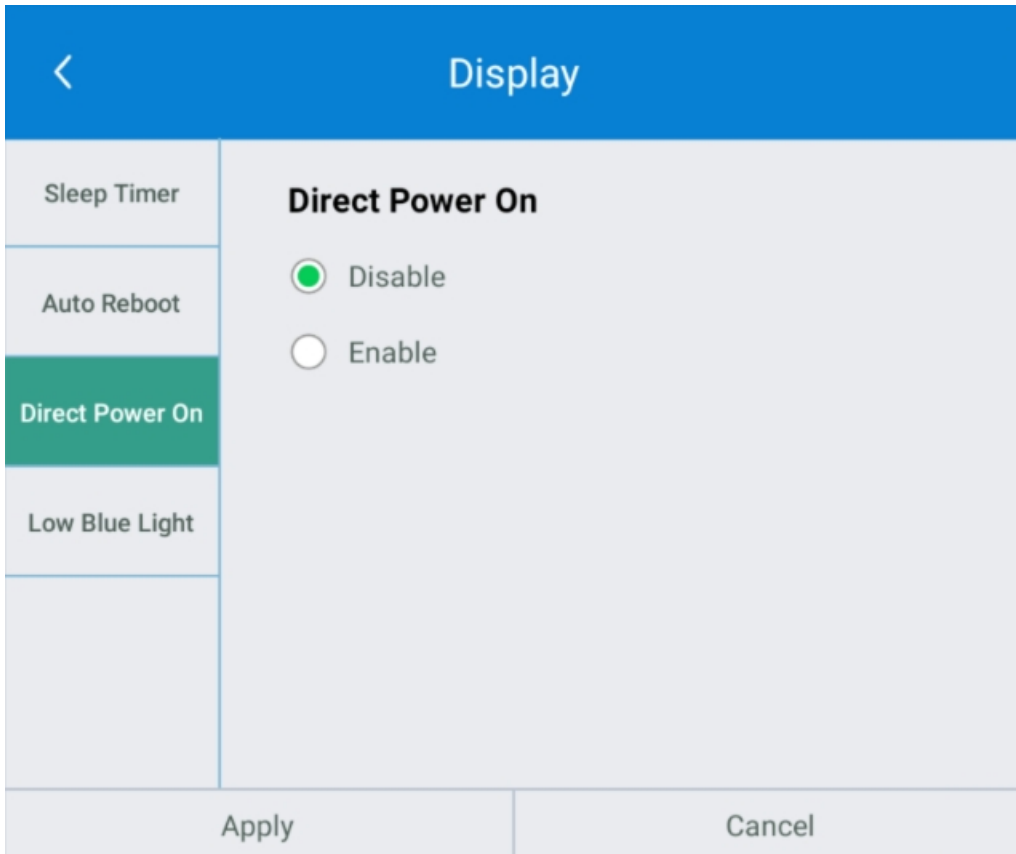 Display
Sleep Timer
Auto Reboot
Direct Power On
Low Blue Light
Direct Power On
Disable
Enable
Apply
Cancel